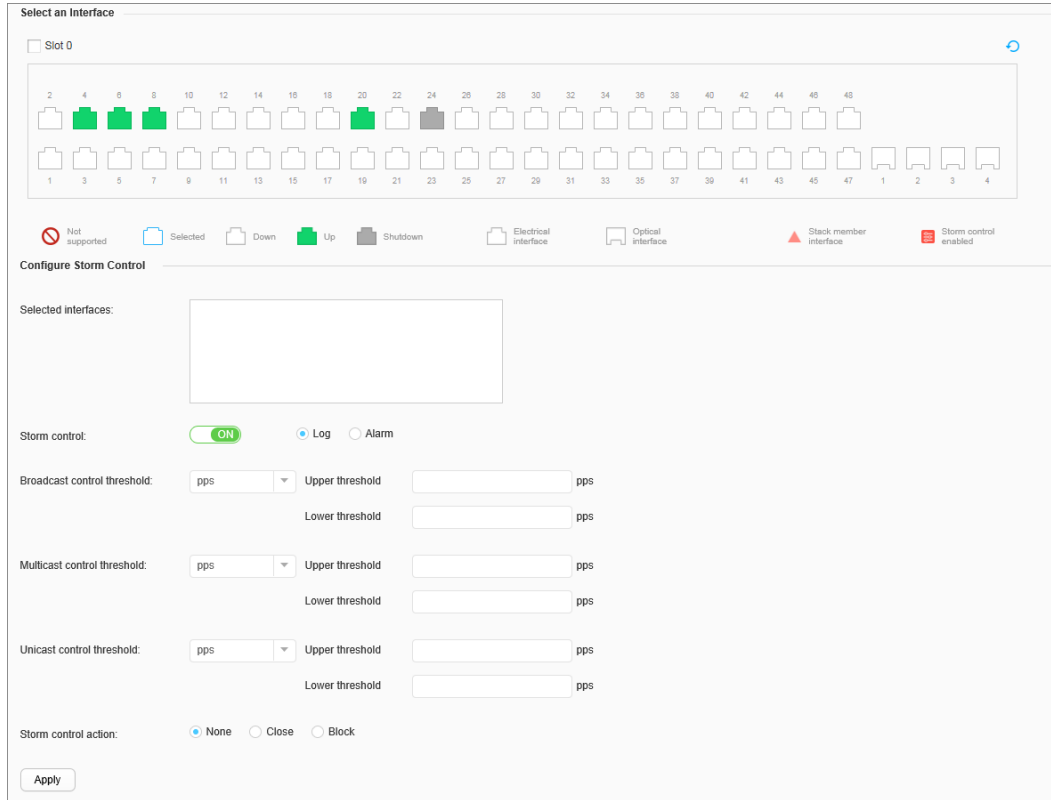 Select an Interface
Slot 0
2 4 6 8 10 12 14 16 18 20 22 24 26 28 30 32 34 36 38 40 42 44 46 48
1 3 5 7 9 11 13 15 17 19 21 23 25 27 29 31 33 35 37 39 41 43 45 47 1 2 3 4
Not supported Selected Down Up Shutdown Electrical interface Optical interface Stack member interface Storm control enabled
Configure Storm Control
Selected interfaces:
Storm control: ON Log Alarm
Broadcast control threshold: pps Upper threshold pps
Lower threshold pps
Multicast control threshold: pps Upper threshold pps
Lower threshold pps
Unicast control threshold: pps Upper threshold pps
Lower threshold pps
Storm control action: None Close Block
Apply